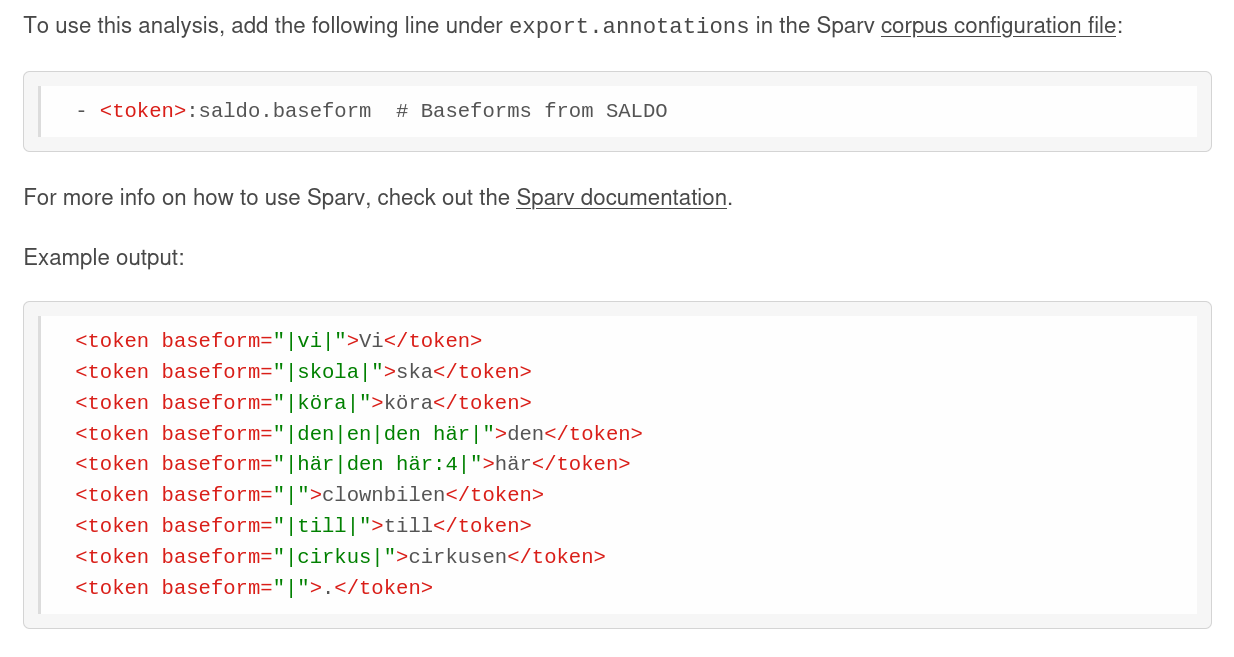 To use this analysis, add the following line under export.annotations in the Sparv corpus configuration file:
- <token>:saldo.baseform  # Baseforms from SALDO
For more info on how to use Sparv, check out the Sparv documentation.
Example output:
<token baseform="|vi|">Vi</token>
<token baseform="|skola|">ska</token>
<token baseform="|köra|">köra</token>
<token baseform="|den|en|den här|">den</token>
<token baseform="|här|den här:4|">här</token>
<token baseform="|">clownbilen</token>
<token baseform="|till|">till</token>
<token baseform="|cirkus|">cirkusen</token>
<token baseform="|">.</token>